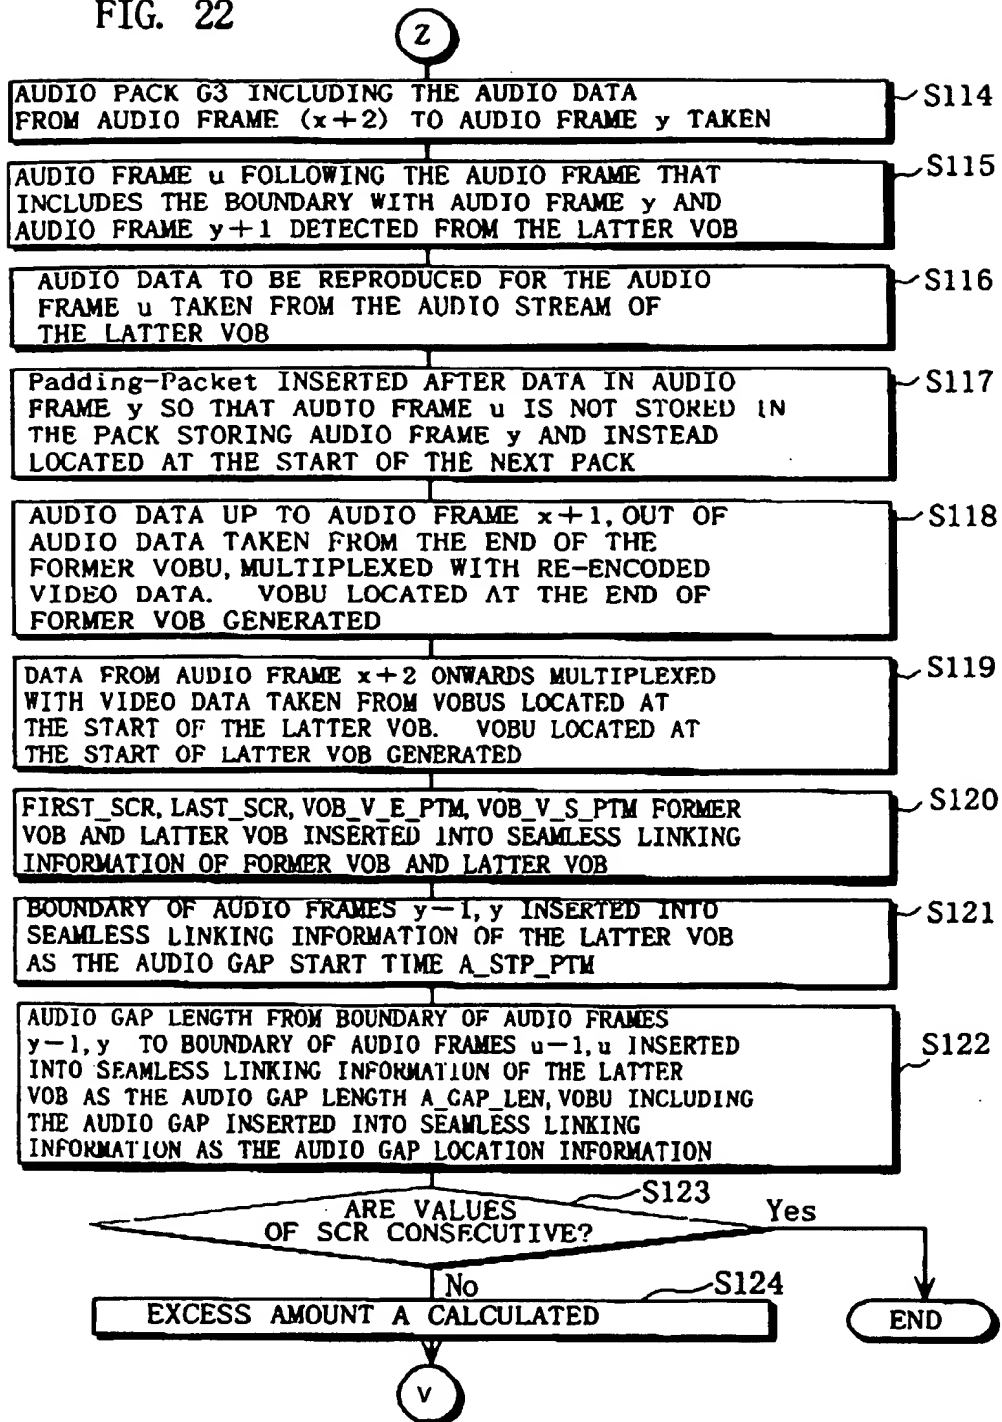 FIG. 22
Z
AUDIO PACK G3 INCLUDING THE AUDIO DATA
FROM AUDIO FRAME (x+2) TO AUDIO FRAME y TAKEN
S114
AUDIO FRAME u FOLLOWING THE AUDIO FRAME THAT
INCLUDES THE BOUNDARY WITH AUDIO FRAME y AND
AUDIO FRAME y+1 DETECTED FROM THE LATTER VOB
S115
AUDIO DATA TO BE REPRODUCED FOR THE AUDIO
FRAME u TAKEN FROM THE AUDIO STREAM OF
THE LATTER VOB
S116
Padding-Packet INSERTED AFTER DATA IN AUDIO
FRAME y SO THAT AUDIO FRAME u IS NOT STORED IN
THE PACK STORING AUDIO FRAME y AND INSTEAD
LOCATED AT THE START OF THE NEXT PACK
S117
AUDIO DATA UP TO AUDIO FRAME x+1, OUT OF
AUDIO DATA TAKEN FROM THE END OF THE
FORMER VOBU, MULTIPLEXED WITH RE-ENCODED
VIDEO DATA. VOBU LOCATED AT THE END OF
FORMER VOB GENERATED
S118
DATA FROM AUDIO FRAME x+2 ONWARDS MULTIPLEXED
WITH VIDEO DATA TAKEN FROM VOBUS LOCATED AT
THE START OF THE LATTER VOB. VOBU LOCATED AT
THE START OF LATTER VOB GENERATED
S119
FIRST_SCR, LAST_SCR, VOB_V_E_PTM, VOB_V_S_PTM FORMER
VOB AND LATTER VOB INSERTED INTO SEAMLESS LINKING
INFORMATION OF FORMER VOB AND LATTER VOB
S120
BOUNDARY OF AUDIO FRAMES y-1, y INSERTED INTO
SEAMLESS LINKING INFORMATION OF THE LATTER VOB
AS THE AUDIO GAP START TIME A_STP_PTM
S121
AUDIO GAP LENGTH FROM BOUNDARY OF AUDIO FRAMES
y-1, y TO BOUNDARY OF AUDIO FRAMES u-1, u INSERTED
INTO SEAMLESS LINKING INFORMATION OF THE LATTER
VOB AS THE AUDIO GAP LENGTH A_GAP_LEN, VOBU INCLUDING
THE AUDIO GAP INSERTED INTO SEAMLESS LINKING
INFORMATION AS THE AUDIO GAP LOCATION INFORMATION
S122
ARE VALUES
OF SCR CONSECUTIVE?
S123
Yes
No
EXCESS AMOUNT A CALCULATED
S124
END
v